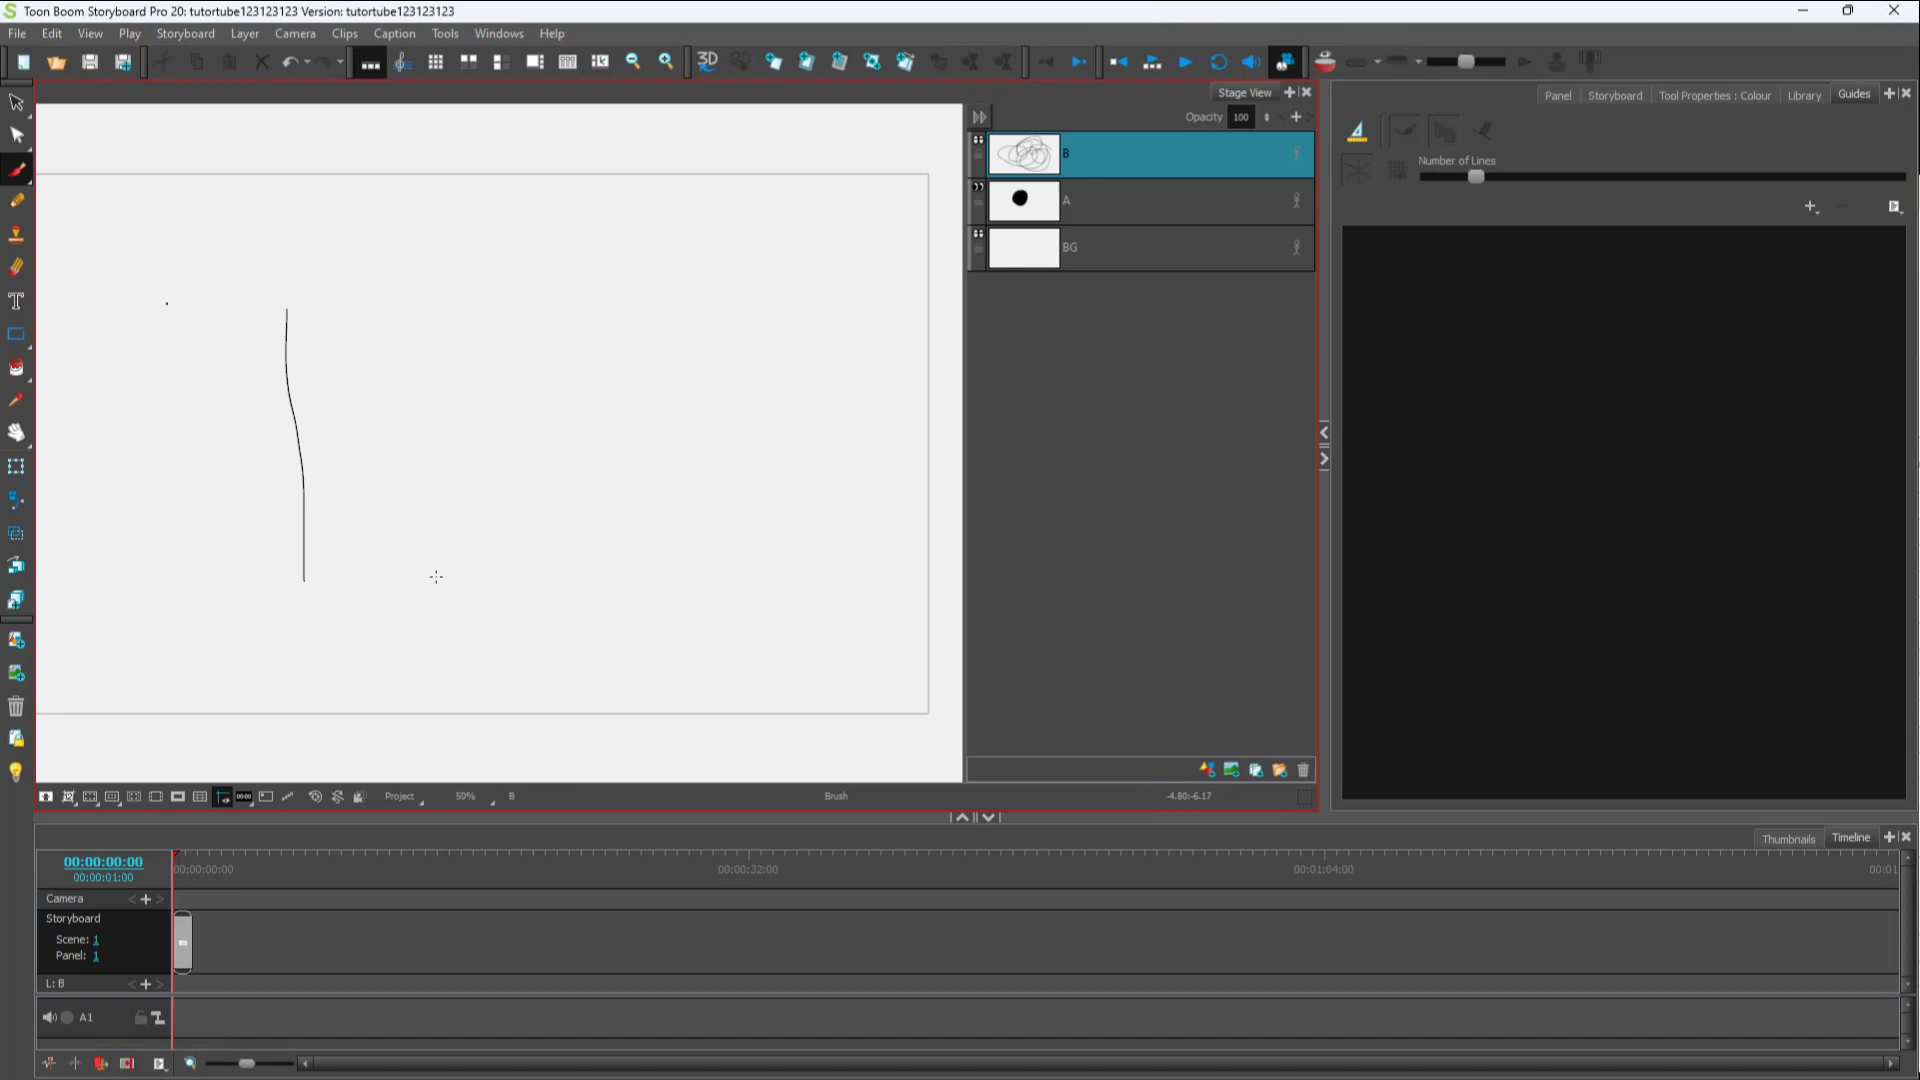 Toon Boom Storyboard Pro 20: tutortube123123123 Version: tutortube123123123
File Edit View Play Storyboard Layer Camera Clips Caption Tools Windows Help
3D
Stage View
Panel Storyboard Tool Properties : Colour Library Guides
Opacity 100
Number of Lines
B
A
BG
T
Project 50% B Brush -4.80:-6.17
Thumbnails Timeline
00:00:00:00
00:00:01:00
00:00:00:00 00:00:32:00 00:01:04:00 00:01
Camera
Storyboard
Scene: 1
Panel: 1
L: B
A1